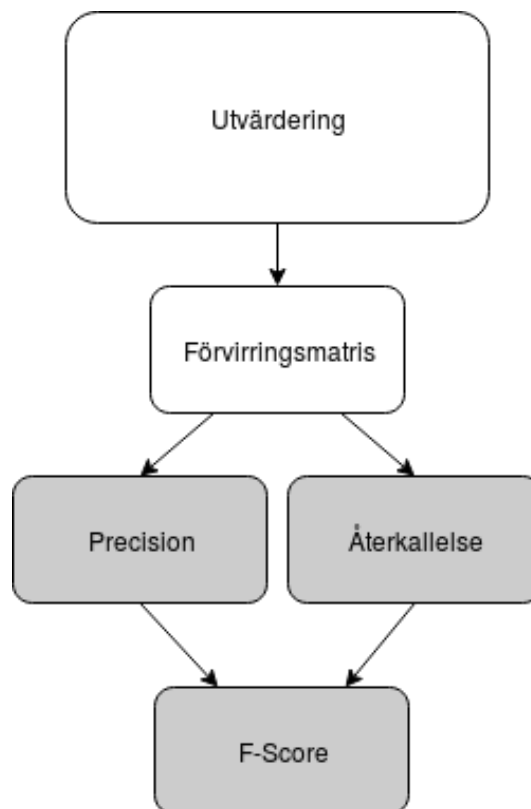 Utvärdering
Förvirringsmatris
Precision
Återkallelse
F-Score